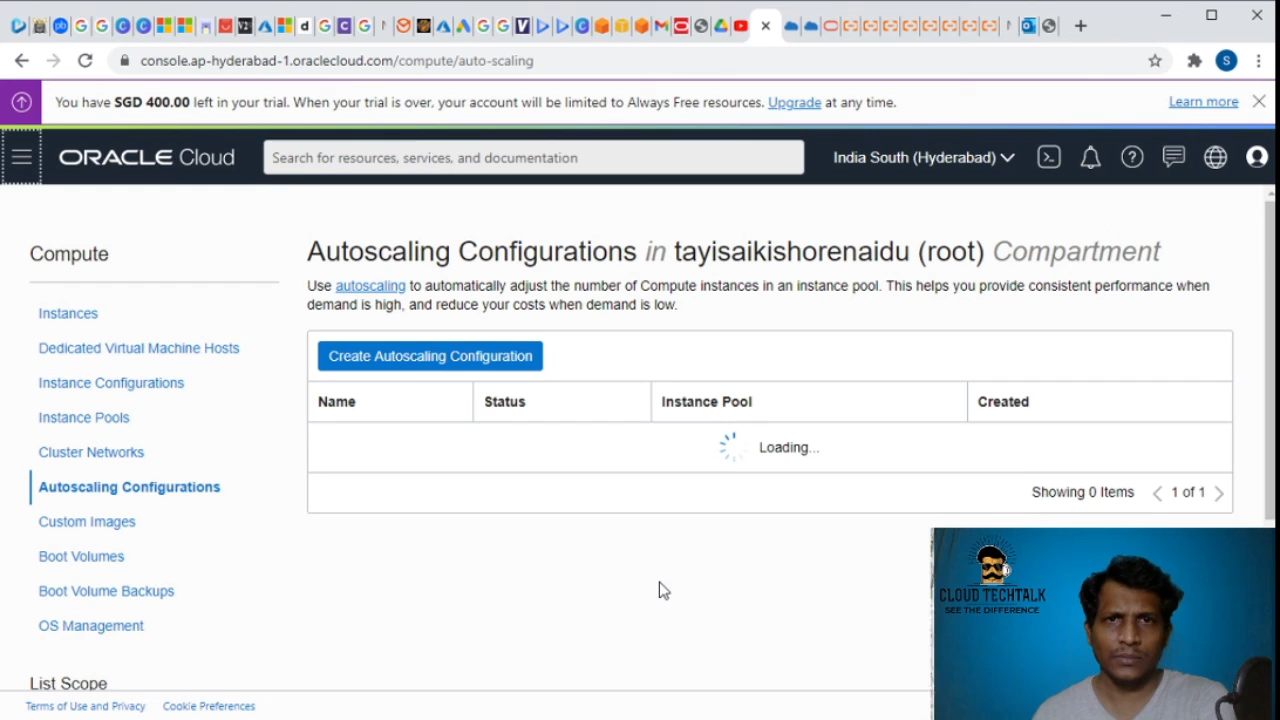 console.ap-hyderabad-1.oraclecloud.com/compute/auto-scaling
S
You have SGD 400.00 left in your trial. When your trial is over, your account will be limited to Always Free resources. Upgrade at any time.
Learn more
ORACLE Cloud
Search for resources, services, and documentation
India South (Hyderabad)
Compute
Instances
Dedicated Virtual Machine Hosts
Instance Configurations
Instance Pools
Cluster Networks
Autoscaling Configurations
Custom Images
Boot Volumes
Boot Volume Backups
OS Management
List Scope
Autoscaling Configurations in tayisaikishorenaidu (root) Compartment
Use autoscaling to automatically adjust the number of Compute instances in an instance pool. This helps you provide consistent performance when
demand is high, and reduce your costs when demand is low.
Create Autoscaling Configuration
Name Status Instance Pool Created
Loading...
Showing 0 Items 1 of 1
CLOUD TECHTALK
SEE THE DIFFERENCE
Terms of Use and Privacy Cookie Preferences